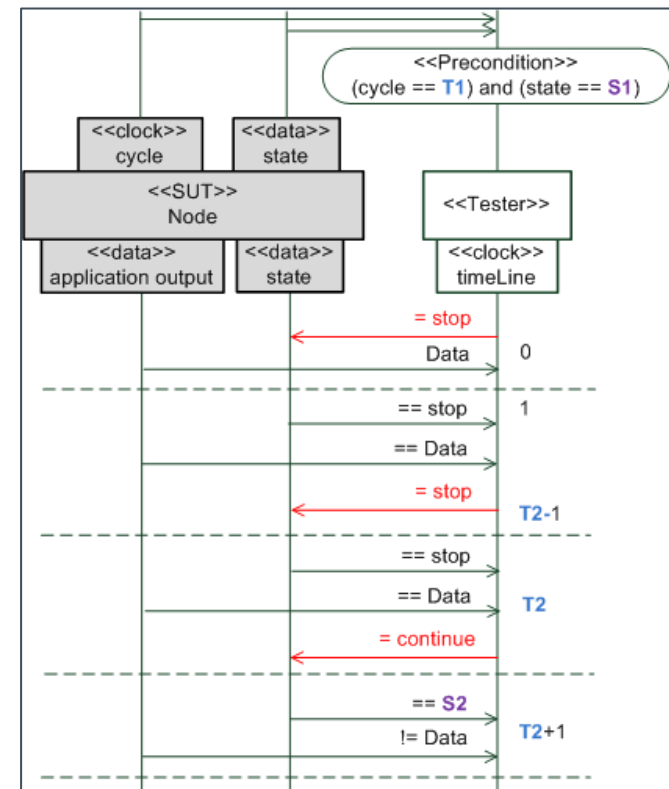 <<Precondition>>
(cycle == T1) and (state == S1)
<<clock>>
cycle
<<data>>
state
<<SUT>>
Node
<<Tester>>
<<data>>
application output
<<data>>
state
<<clock>>
timeLine
= stop
Data 0
== stop 1
== Data
= stop
T2-1
== stop
== Data T2
= continue
== S2
T2+1
!= Data